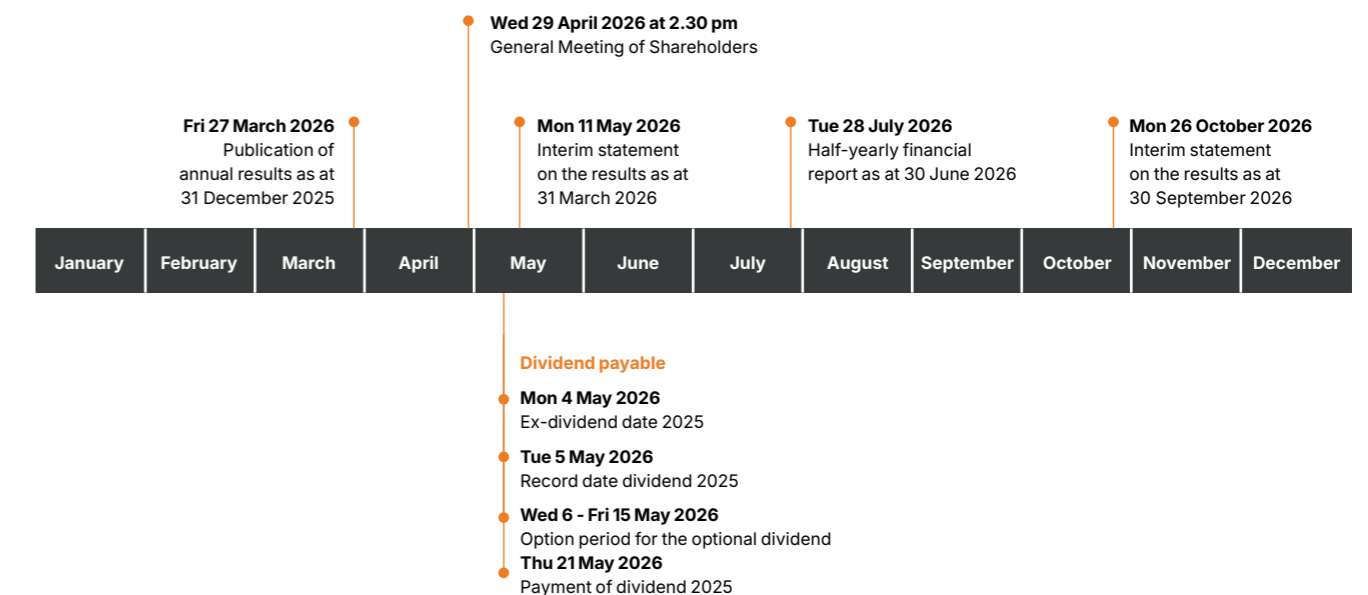 Wed 29 April 2026 at 2.30 pm
General Meeting of Shareholders
Fri 27 March 2026
Publication of
annual results as at
31 December 2025
Mon 11 May 2026
Interim statement
on the results as at
31 March 2026
Tue 28 July 2026
Half-yearly financial
report as at 30 June 2026
Mon 26 October 2026
Interim statement
on the results as at
30 September 2026
January
February
March
April
May
June
July
August
September
October
November
December
Dividend payable
Mon 4 May 2026
Ex-dividend date 2025
Tue 5 May 2026
Record date dividend 2025
Wed 6 - Fri 15 May 2026
Option period for the optional dividend
Thu 21 May 2026
Payment of dividend 2025